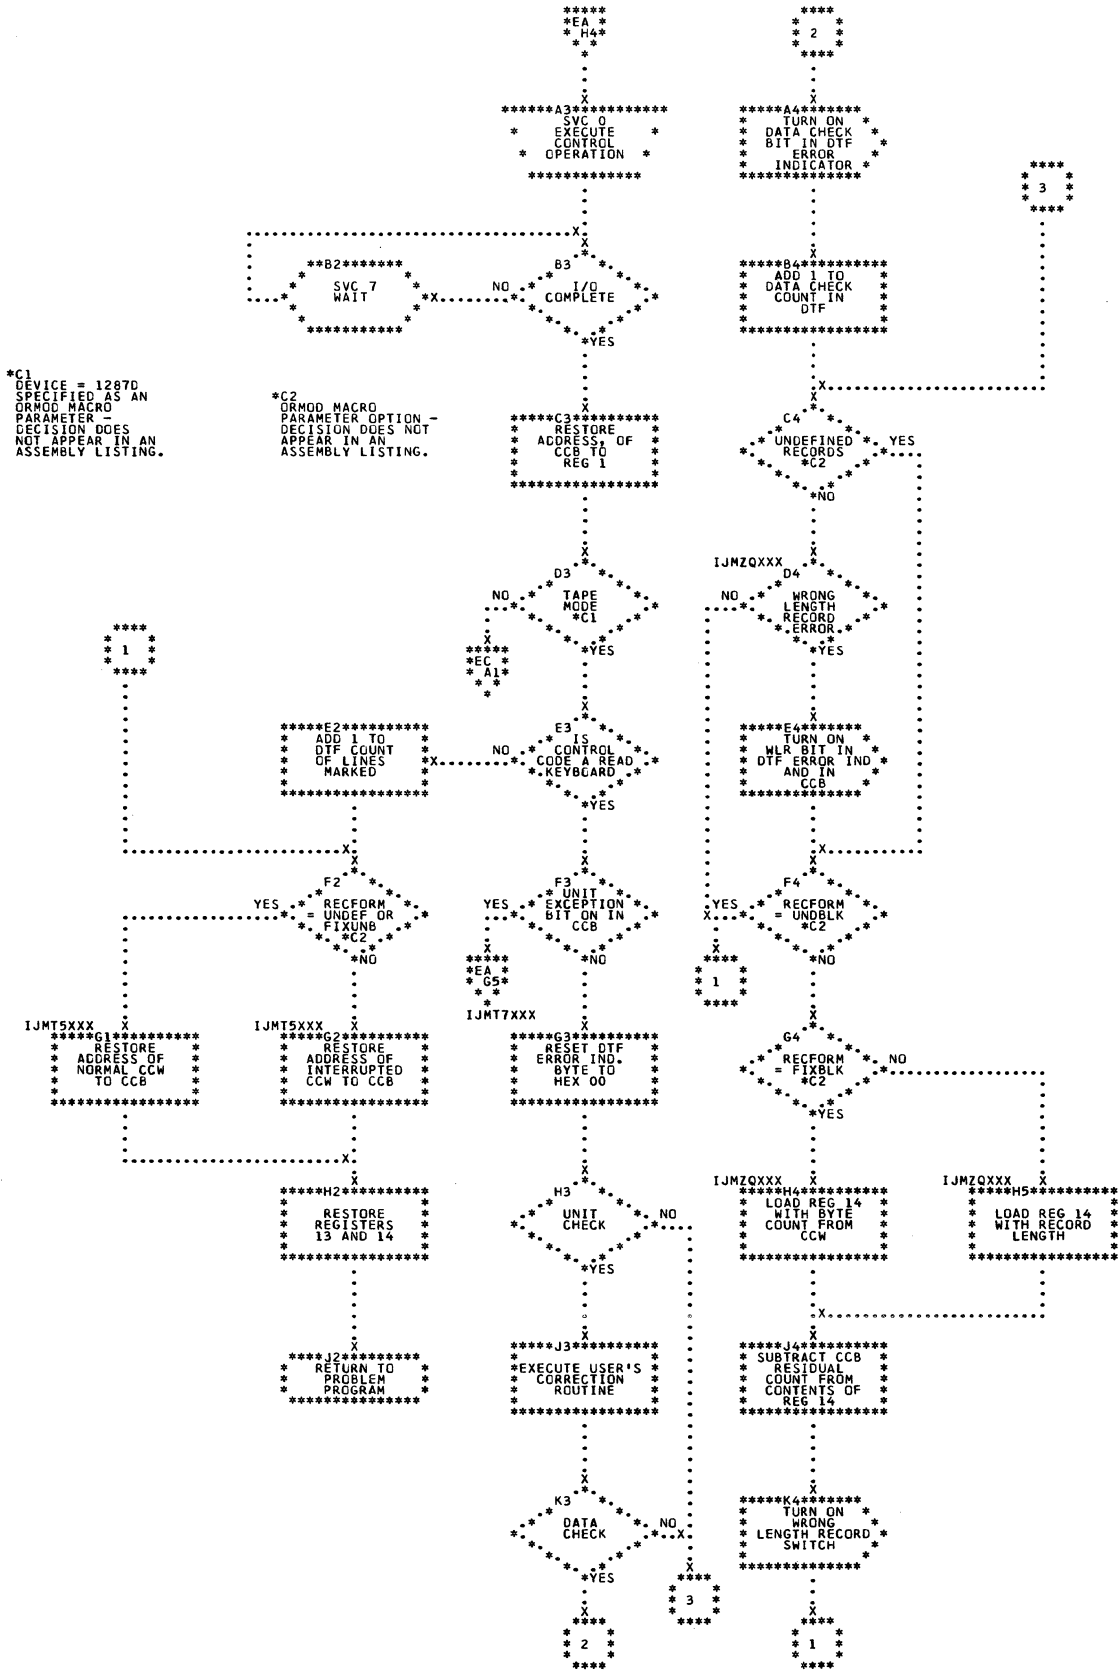 EA
H4
2
A3
SVC 0
EXECUTE
CONTROL
OPERATION
A4
TURN ON
DATA CHECK
BIT IN DTF
ERROR
INDICATOR
3
B2
SVC 7
WAIT
NO
B3
I/O
COMPLETE
YES
B4
ADD 1 TO
DATA CHECK
COUNT IN
DTF
*C1
DEVICE = 1287D
SPECIFIED AS AN
ORMOD MACRO
PARAMETER -
DECISION DOES
NOT APPEAR IN AN
ASSEMBLY LISTING.
*C2
ORMOD MACRO
PARAMETER OPTION -
DECISION DOES NOT
APPEAR IN AN
ASSEMBLY LISTING.
C3
RESTORE
ADDRESS, OF
CCB TO
REG 1
C4
UNDEFINED
RECORDS
*C2
YES
NO
D3
TAPE
MODE
*C1
NO
YES
EC
A1
IJMZQXXX
D4
WRONG
LENGTH
RECORD
ERROR
NO
YES
1
E2
ADD 1 TO
DTF COUNT
OF LINES
MARKED
NO
E3
IS
CONTROL
CODE A READ
KEYBOARD
YES
E4
TURN ON
WLR BIT IN
DTF ERROR IND
AND IN
CCB
F2
RECFORM
= UNDEF OR
FIXUNB
*C2
YES
NO
F3
UNIT
EXCEPTION
BIT ON IN
CCB
YES
NO
EA
G5
IJMT7XXX
F4
RECFORM
= UNDBLK
*C2
YES
NO
1
IJMT5XXX
G1
RESTORE
ADDRESS OF
NORMAL CCW
TO CCB
IJMT5XXX
G2
RESTORE
ADDRESS OF
INTERRUPTED
CCW TO CCB
G3
RESET DTF
ERROR IND.
BYTE TO
HEX 00
G4
RECFORM
= FIXBLK
*C2
NO
YES
H2
RESTORE
REGISTERS
13 AND 14
H3
UNIT
CHECK
NO
YES
IJMZQXXX
H4
LOAD REG 14
WITH BYTE
COUNT FROM
CCW
IJMZQXXX
H5
LOAD REG 14
WITH RECORD
LENGTH
J2
RETURN TO
PROBLEM
PROGRAM
J3
EXECUTE USER'S
CORRECTION
ROUTINE
J4
SUBTRACT CCB
RESIDUAL
COUNT FROM
CONTENTS OF
REG 14
K3
DATA
CHECK
NO
YES
K4
TURN ON
WRONG
LENGTH RECORD
SWITCH
3
2
1